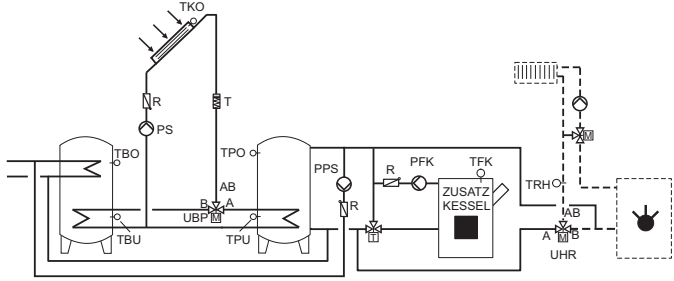 TKO
R
T
PS
TBO
TPO
PPS
R
PFK
TFK
AB
B
A
UBP
M
R
ZUSATZ
KESSEL
TRH
M
TBU
TPU
T
AB
A
M
B
UHR